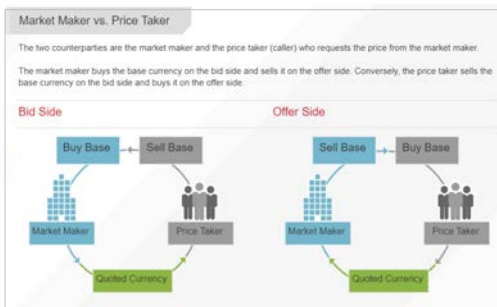 Market Maker vs. Price Taker
The two counterparties are the market maker and the price taker (caller) who requests the price from the market maker.
The market maker buys the base currency on the bid side and sells it on the offer side. Conversely, the price taker sells the
base currency on the bid side and buys it on the offer side.
Bid Side
Offer Side
Buy Base
Sell Base
Market Maker
Price Taker
Quoted Currency
Sell Base
Buy Base
Market Maker
Price Taker
Quoted Currency